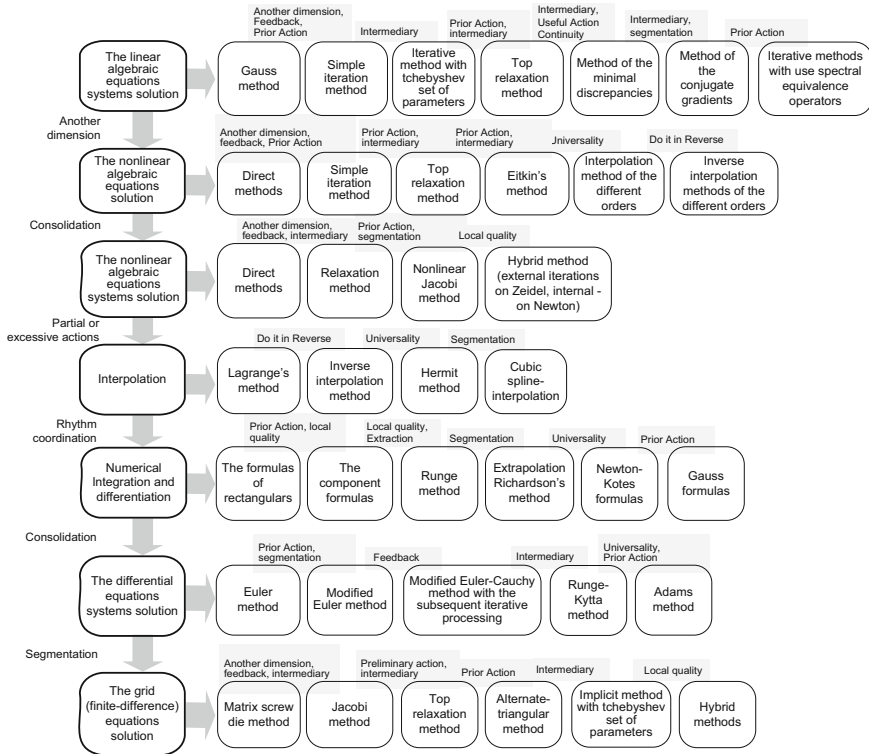 Another dimension,
Feedback,
Prior Action
Intermediary
Prior Action,
intermediary
Intermediary,
Useful Action
Continuity
Intermediary,
segmentation
Prior Action
The linear
algebraic
equations
systems solution
Gauss
method
Simple
iteration
method
Iterative
method with
tchebyshev
set of
parameters
Top
relaxation
method
Method of the
minimal
discrepancies
Method of
the
conjugate
gradients
Iterative methods
with use spectral
equivalence
operators
Another
dimension
Another dimension,
feedback, Prior Action
Prior Action,
intermediary
Prior Action,
intermediary
Universality
Do it in Reverse
The nonlinear
algebraic
equations
solution
Direct
methods
Simple
iteration
method
Top
relaxation
method
Eitkin's
method
Interpolation
method of the
different
orders
Inverse
interpolation
methods of the
different orders
Consolidation
Another dimension,
feedback, intermediary
Prior Action,
segmentation
Local quality
The nonlinear
algebraic
equations
systems solution
Direct
methods
Relaxation
method
Nonlinear
Jacobi
method
Hybrid method
(external iterations
on Zeidel, internal -
on Newton)
Partial or
excessive actions
Do it in Reverse
Universality
Segmentation
Interpolation
Lagrange's
method
Inverse
interpolation
method
Hermit
method
Cubic
spline-
interpolation
Rhythm
coordination
Prior Action, local
quality
Local quality,
Extraction
Segmentation
Universality
Prior Action
Numerical
Integration and
differentiation
The formulas
of
rectangulars
The
component
formulas
Runge
method
Extrapolation
Richardson's
method
Newton-
Kotes
formulas
Gauss
formulas
Consolidation
Prior Action,
segmentation
Feedback
Intermediary
Universality,
Prior Action
The differential
equations
systems solution
Euler
method
Modified
Euler method
Modified Euler-Cauchy
method with the
subsequent iterative
processing
Runge-
Kytta
method
Adams
method
Segmentation
Another dimension,
feedback, intermediary
Preliminary action,
intermediary
Prior Action
Intermediary
Local quality
The grid
(finite-difference)
equations
solution
Matrix screw
die method
Jacobi
method
Top
relaxation
method
Alternate-
triangular
method
Implicit method
with tchebyshev
set of
parameters
Hybrid
methods